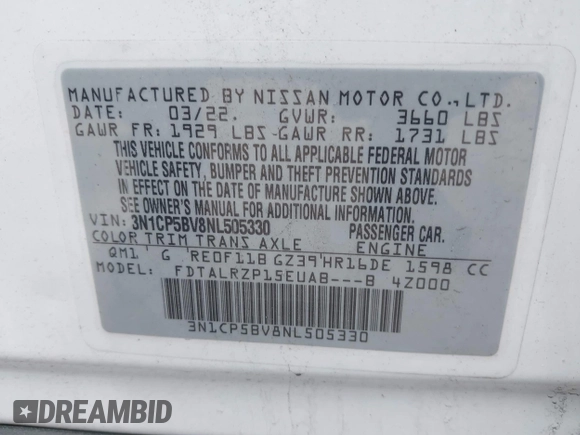 MANUFACTURED BY NISSAN MOTOR CO., LTD.
DATE: 03/22. GVWR: 3660 LBS
GAWR FR: 1929 LBS GAWR RR: 1731 LBS
THIS VEHICLE CONFORMS TO ALL APPLICABLE FEDERAL MOTOR
VEHICLE SAFETY, BUMPER AND THEFT PREVENTION STANDARDS
IN EFFECT ON THE DATE OF MANUFACTURE SHOWN ABOVE.
SEE OWNER'S MANUAL FOR ADDITIONAL INFORMATION.
VIN: 3N1CP5BV8NL505330 PASSENGER CAR.
COLOR TRIM TRANS AXLE ENGINE
QM1 G RE0F11B GZ39 HR16DE 1598 CC
MODEL: FDTALRZP15EUAB---B 4Z000
3N1CP5BV8NL505330
DREAMBID